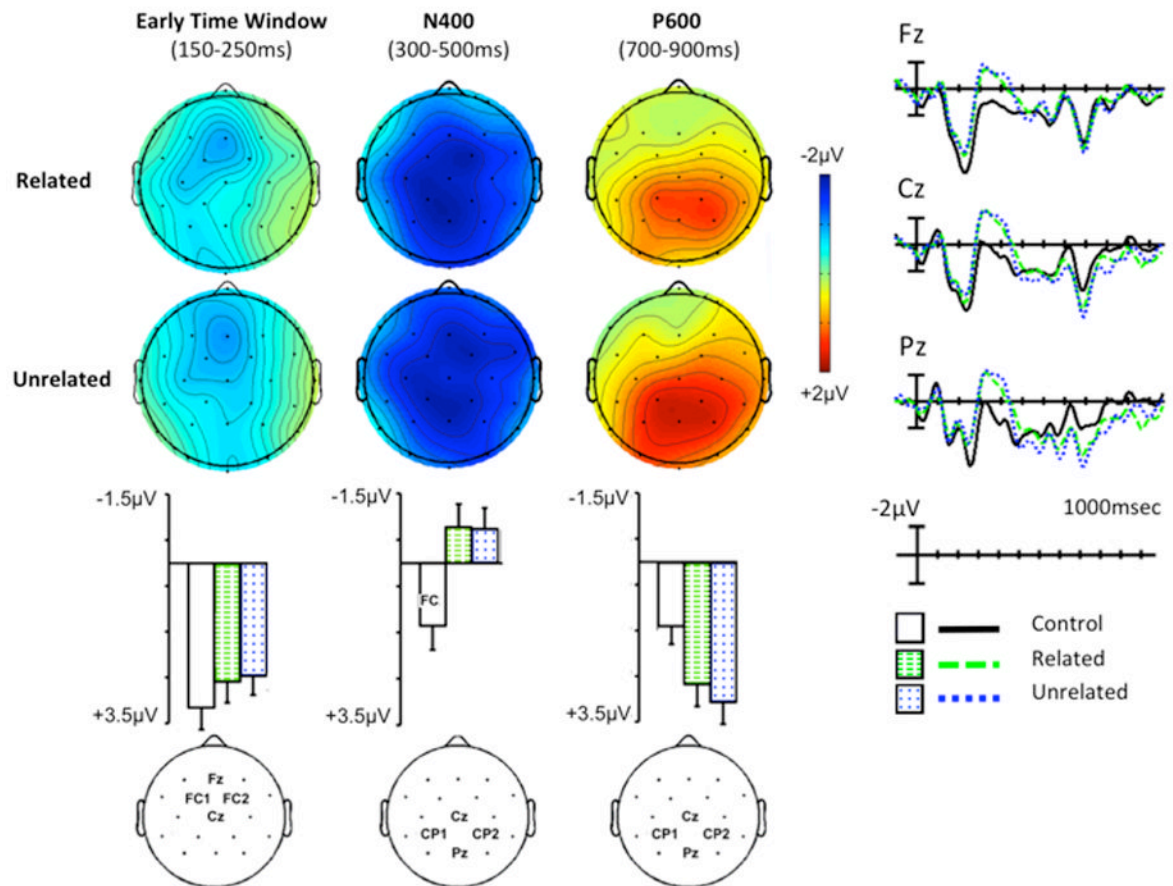 Early Time Window
(150-250ms)
N400
(300-500ms)
P600
(700-900ms)
Related
Unrelated
-2µV
+2µV
Fz
Cz
Pz
-2µV
1000msec
Control
Related
Unrelated
-1.5µV
+3.5µV
-1.5µV
FC
+3.5µV
-1.5µV
+3.5µV
Fz
FC1 FC2
Cz
Cz
CP1 CP2
Pz
Cz
CP1 CP2
Pz